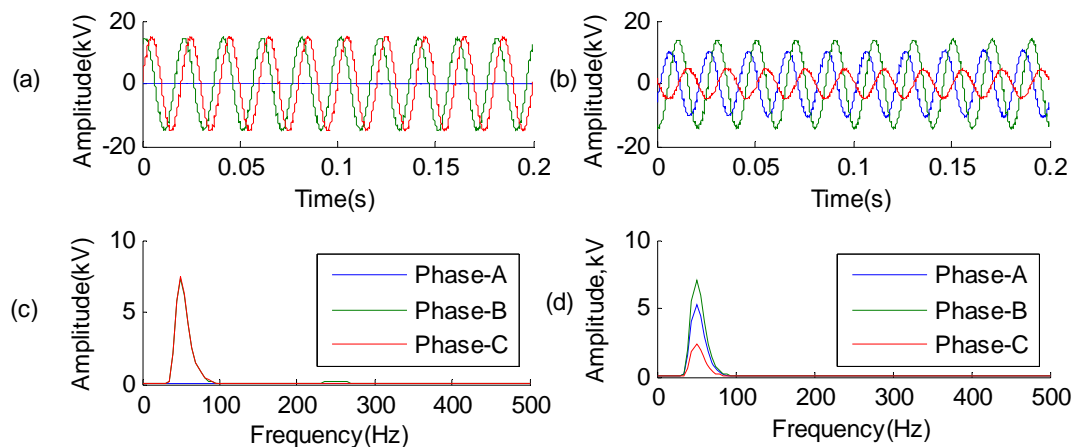 (a)
Amplitude(kV)
20
0
-20
0 0.05 0.1 0.15 0.2
Time(s)
(b)
Amplitude(kV)
20
0
-20
0 0.05 0.1 0.15 0.2
Time(s)
(c)
Amplitude(kV)
10
5
0
0 100 200 300 400 500
Frequency(Hz)
Phase-A
Phase-B
Phase-C
(d)
Amplitude,kV
10
5
0
0 100 200 300 400 500
Frequency(Hz)
Phase-A
Phase-B
Phase-C